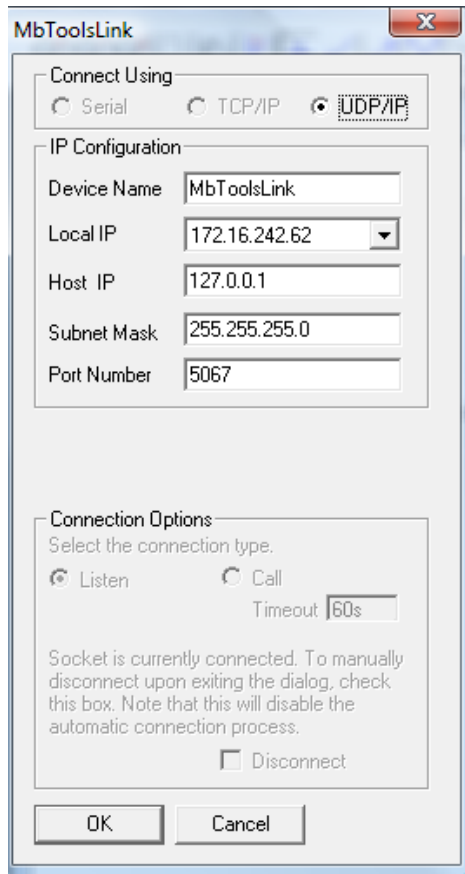 MbToolsLink
Connect Using
Serial TCP/IP UDP/IP
IP Configuration
Device Name MbToolsLink
Local IP 172.16.242.62
Host IP 127.0.0.1
Subnet Mask 255.255.255.0
Port Number 5067
Connection Options
Select the connection type.
Listen Call
Timeout 60s
Socket is currently connected. To manually
disconnect upon exiting the dialog, check
this box. Note that this will disable the
automatic connection process.
Disconnect
OK Cancel